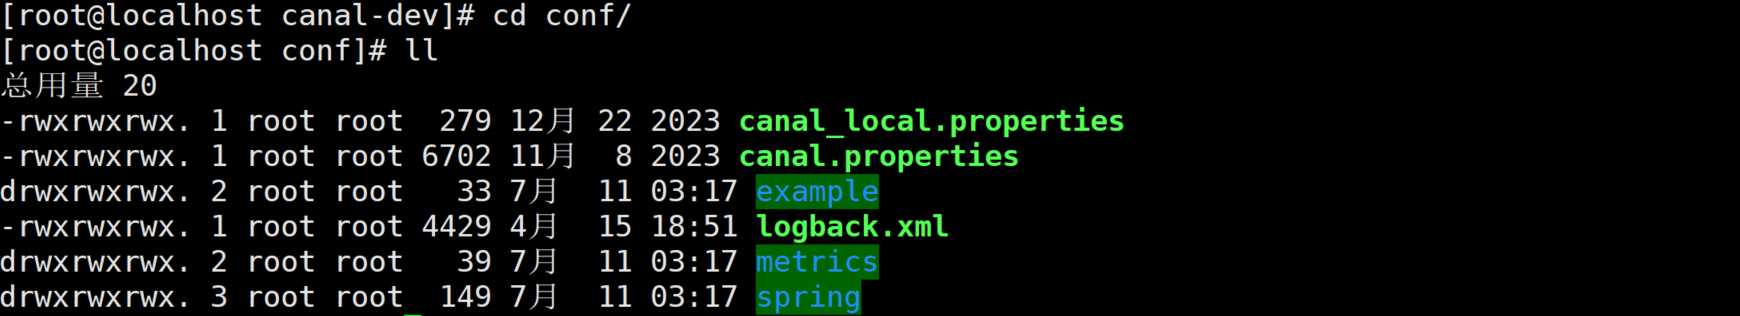 [root@localhost canal-dev]# cd conf/
[root@localhost conf]# ll
总用量 20
-rwxrwxrwx. 1 root root  279 12月 22 2023 canal_local.properties
-rwxrwxrwx. 1 root root 6702 11月  8 2023 canal.properties
drwxrwxrwx. 2 root root   33 7月  11 03:17 example
-rwxrwxrwx. 1 root root 4429 4月  15 18:51 logback.xml
drwxrwxrwx. 2 root root   39 7月  11 03:17 metrics
drwxrwxrwx. 3 root root  149 7月  11 03:17 spring